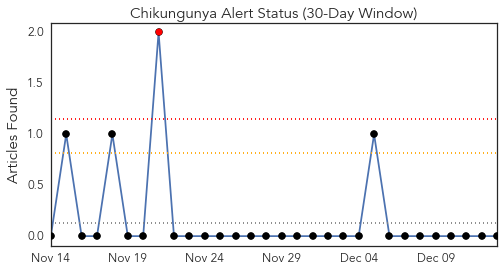 Chikungunya Alert Status (30-Day Window)
Articles Found
2.0
1.5
1.0
0.5
0.0
Nov 14 Nov 19 Nov 24 Nov 29 Dec 04 Dec 09